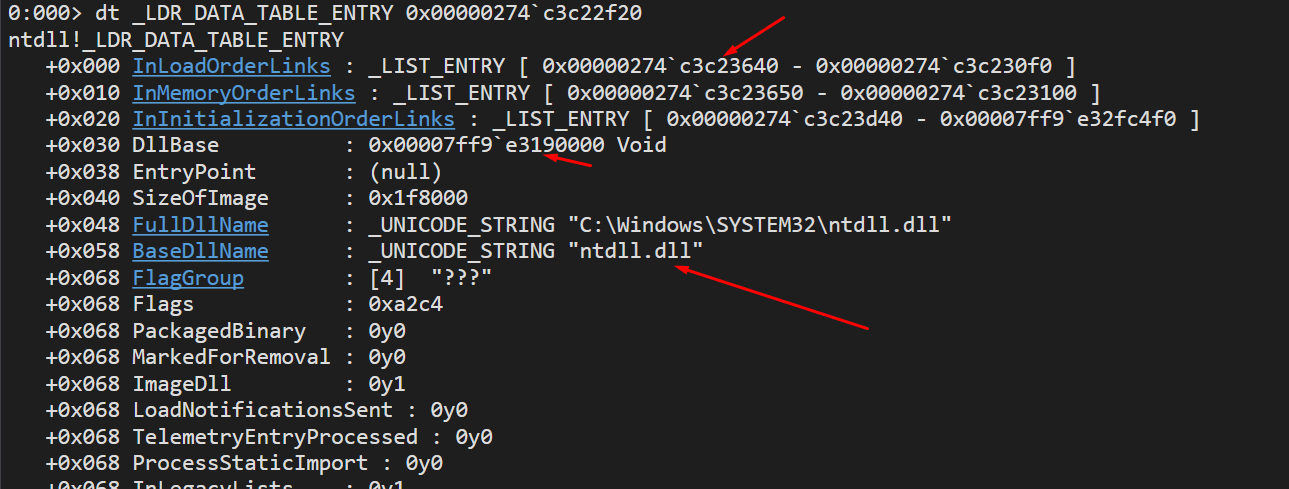 0:000> dt _LDR_DATA_TABLE_ENTRY 0x00000274`c3c22f20
ntdll!_LDR_DATA_TABLE_ENTRY
+0x000 InLoadOrderLinks : _LIST_ENTRY [ 0x00000274`c3c23640 - 0x00000274`c3c230f0 ]
+0x010 InMemoryOrderLinks : _LIST_ENTRY [ 0x00000274`c3c23650 - 0x00000274`c3c23100 ]
+0x020 InInitializationOrderLinks : _LIST_ENTRY [ 0x00000274`c3c23d40 - 0x00007ff9`e32fc4f0 ]
+0x030 DllBase : 0x00007ff9`e3190000 Void
+0x038 EntryPoint : (null)
+0x040 SizeOfImage : 0x1f8000
+0x048 FullDllName : _UNICODE_STRING "C:\Windows\SYSTEM32\ntdll.dll"
+0x058 BaseDllName : _UNICODE_STRING "ntdll.dll"
+0x068 FlagGroup : [4] "???"
+0x068 Flags : 0xa2c4
+0x068 PackagedBinary : 0y0
+0x068 MarkedForRemoval : 0y0
+0x068 ImageDll : 0y1
+0x068 LoadNotificationsSent : 0y0
+0x068 TelemetryEntryProcessed : 0y0
+0x068 ProcessStaticImport : 0y0
+0x068 InLegacyLists : 0y1